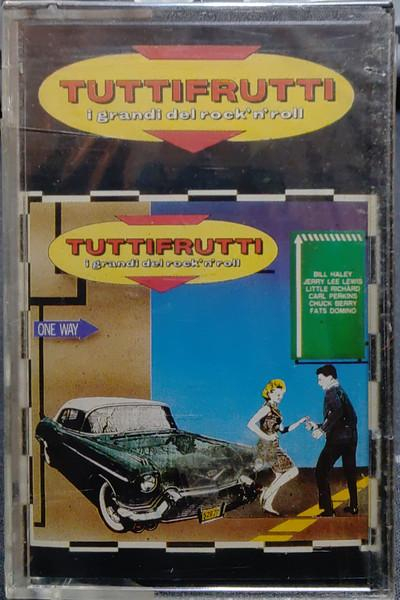 TUTTIFRUTTI
i grandi del rock'n'roll
TUTTIFRUTTI
i grandi del rock'n'roll
BILL HALEY
JERRY LEE LEWIS
LITTLE RICHARD
CARL PERKINS
CHUCK BERRY
FATS DOMINO
ONE WAY